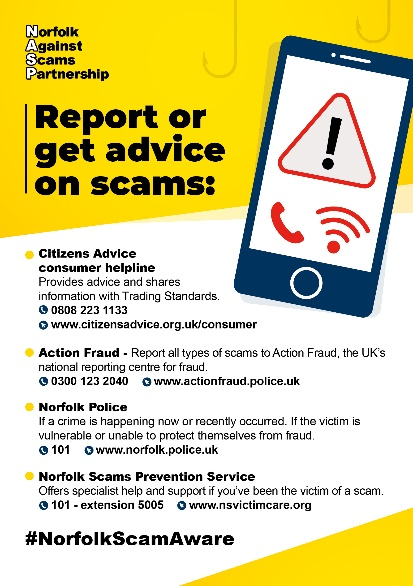 Norfolk
Against
Scams
Partnership
Report or
get advice
on scams:
Citizens Advice
consumer helpline
Provides advice and shares
information with Trading Standards.
0808 223 1133
www.citizensadvice.org.uk/consumer
Action Fraud - Report all types of scams to Action Fraud, the UK's
national reporting centre for fraud.
0300 123 2040 www.actionfraud.police.uk
Norfolk Police
If a crime is happening now or recently occurred. If the victim is
vulnerable or unable to protect themselves from fraud.
101 www.norfolk.police.uk
Norfolk Scams Prevention Service
Offers specialist help and support if you've been the victim of a scam.
101 - extension 5005 www.nsvictimcare.org
#NorfolkScamAware